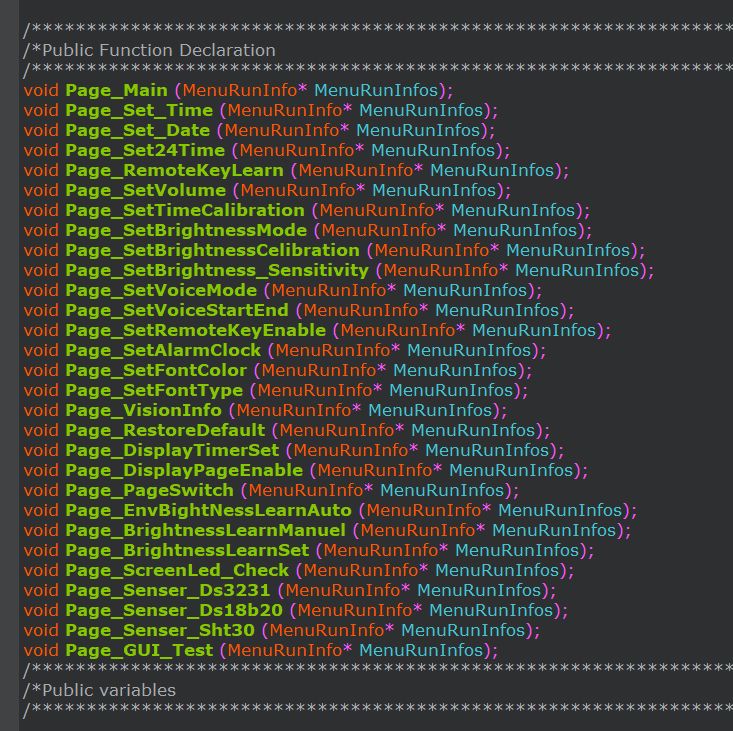 /*****************************************************************
/*Public Function Declaration
/*****************************************************************
void Page_Main (MenuRunInfo* MenuRunInfos);
void Page_Set_Time (MenuRunInfo* MenuRunInfos);
void Page_Set_Date (MenuRunInfo* MenuRunInfos);
void Page_Set24Time (MenuRunInfo* MenuRunInfos);
void Page_RemoteKeyLearn (MenuRunInfo* MenuRunInfos);
void Page_SetVolume (MenuRunInfo* MenuRunInfos);
void Page_SetTimeCalibration (MenuRunInfo* MenuRunInfos);
void Page_SetBrightnessMode (MenuRunInfo* MenuRunInfos);
void Page_SetBrightnessCelibration (MenuRunInfo* MenuRunInfos);
void Page_SetBrightness_Sensitivity (MenuRunInfo* MenuRunInfos);
void Page_SetVoiceMode (MenuRunInfo* MenuRunInfos);
void Page_SetVoiceStartEnd (MenuRunInfo* MenuRunInfos);
void Page_SetRemoteKeyEnable (MenuRunInfo* MenuRunInfos);
void Page_SetAlarmClock (MenuRunInfo* MenuRunInfos);
void Page_SetFontColor (MenuRunInfo* MenuRunInfos);
void Page_SetFontType (MenuRunInfo* MenuRunInfos);
void Page_VisionInfo (MenuRunInfo* MenuRunInfos);
void Page_RestoreDefault (MenuRunInfo* MenuRunInfos);
void Page_DisplayTimerSet (MenuRunInfo* MenuRunInfos);
void Page_DisplayPageEnable (MenuRunInfo* MenuRunInfos);
void Page_PageSwitch (MenuRunInfo* MenuRunInfos);
void Page_EnvBightNessLearnAuto (MenuRunInfo* MenuRunInfos);
void Page_BrightnessLearnManuel (MenuRunInfo* MenuRunInfos);
void Page_BrightnessLearnSet (MenuRunInfo* MenuRunInfos);
void Page_ScreenLed_Check (MenuRunInfo* MenuRunInfos);
void Page_Senser_Ds3231 (MenuRunInfo* MenuRunInfos);
void Page_Senser_Ds18b20 (MenuRunInfo* MenuRunInfos);
void Page_Senser_Sht30 (MenuRunInfo* MenuRunInfos);
void Page_GUI_Test (MenuRunInfo* MenuRunInfos);
/*****************************************************************
/*Public variables
/*****************************************************************